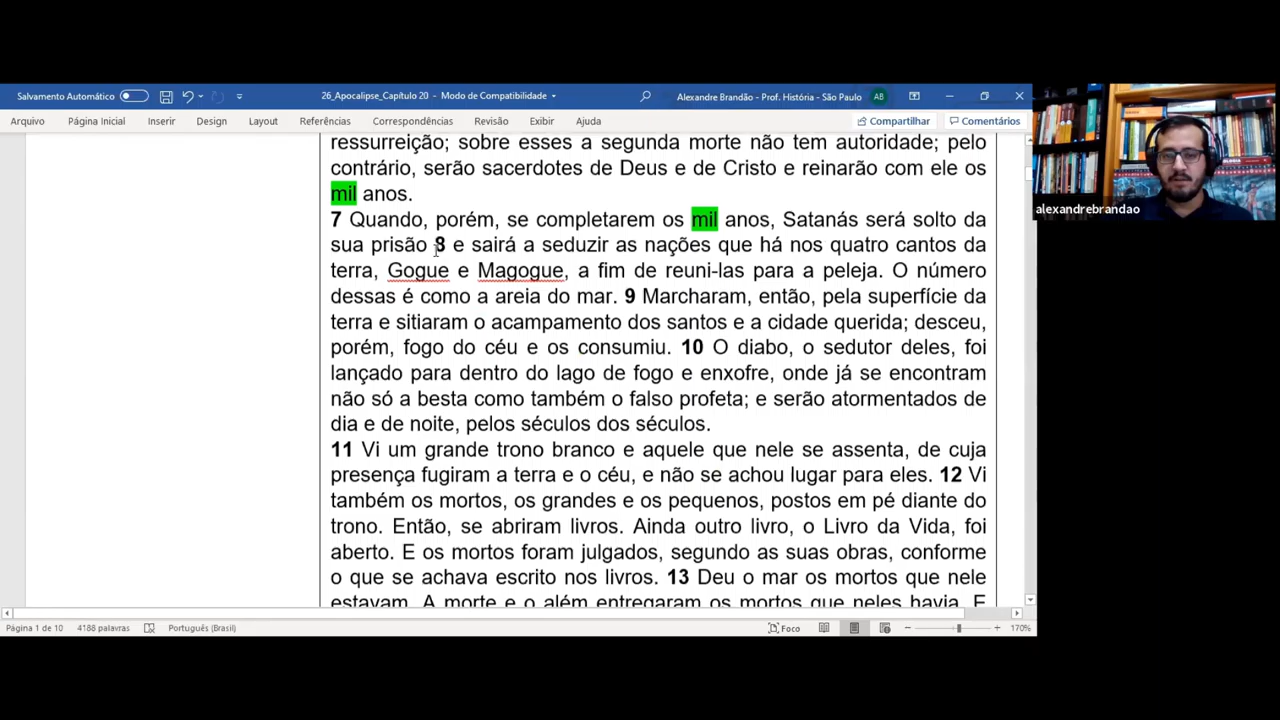 Salvamento Automático
26_Apocalipse_Capítulo 20 - Modo de Compatibilidade
Alexandre Brandão - Prof. História - São Paulo
AB
Arquivo Página Inicial Inserir Design Layout Referências Correspondências Revisão Exibir Ajuda Compartilhar Comentários
ressurreição; sobre esses a segunda morte não tem autoridade; pelo
contrário, serão sacerdotes de Deus e de Cristo e reinarão com ele os
mil anos.
7 Quando, porém, se completarem os mil anos, Satanás será solto da
sua prisão 8 e sairá a seduzir as nações que há nos quatro cantos da
terra, Gogue e Magogue, a fim de reuni-las para a peleja. O número
dessas é como a areia do mar. 9 Marcharam, então, pela superfície da
terra e sitiaram o acampamento dos santos e a cidade querida; desceu,
porém, fogo do céu e os consumiu. 10 O diabo, o sedutor deles, foi
lançado para dentro do lago de fogo e enxofre, onde já se encontram
não só a besta como também o falso profeta; e serão atormentados de
dia e de noite, pelos séculos dos séculos.
11 Vi um grande trono branco e aquele que nele se assenta, de cuja
presença fugiram a terra e o céu, e não se achou lugar para eles. 12 Vi
também os mortos, os grandes e os pequenos, postos em pé diante do
trono. Então, se abriram livros. Ainda outro livro, o Livro da Vida, foi
aberto. E os mortos foram julgados, segundo as suas obras, conforme
o que se achava escrito nos livros. 13 Deu o mar os mortos que nele
estavam. A morte e o além entregaram os mortos que neles havia. E
Página 1 de 10 4188 palavras Português (Brasil) Foco 170%
alexandrebrandao